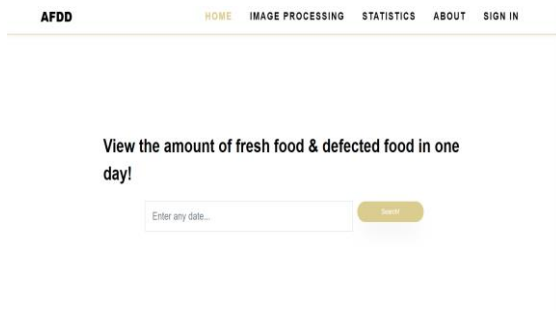 AFDD HOME IMAGE PROCESSING STATISTICS ABOUT SIGN IN
View the amount of fresh food & defected food in one
day!
Enter any date... Search